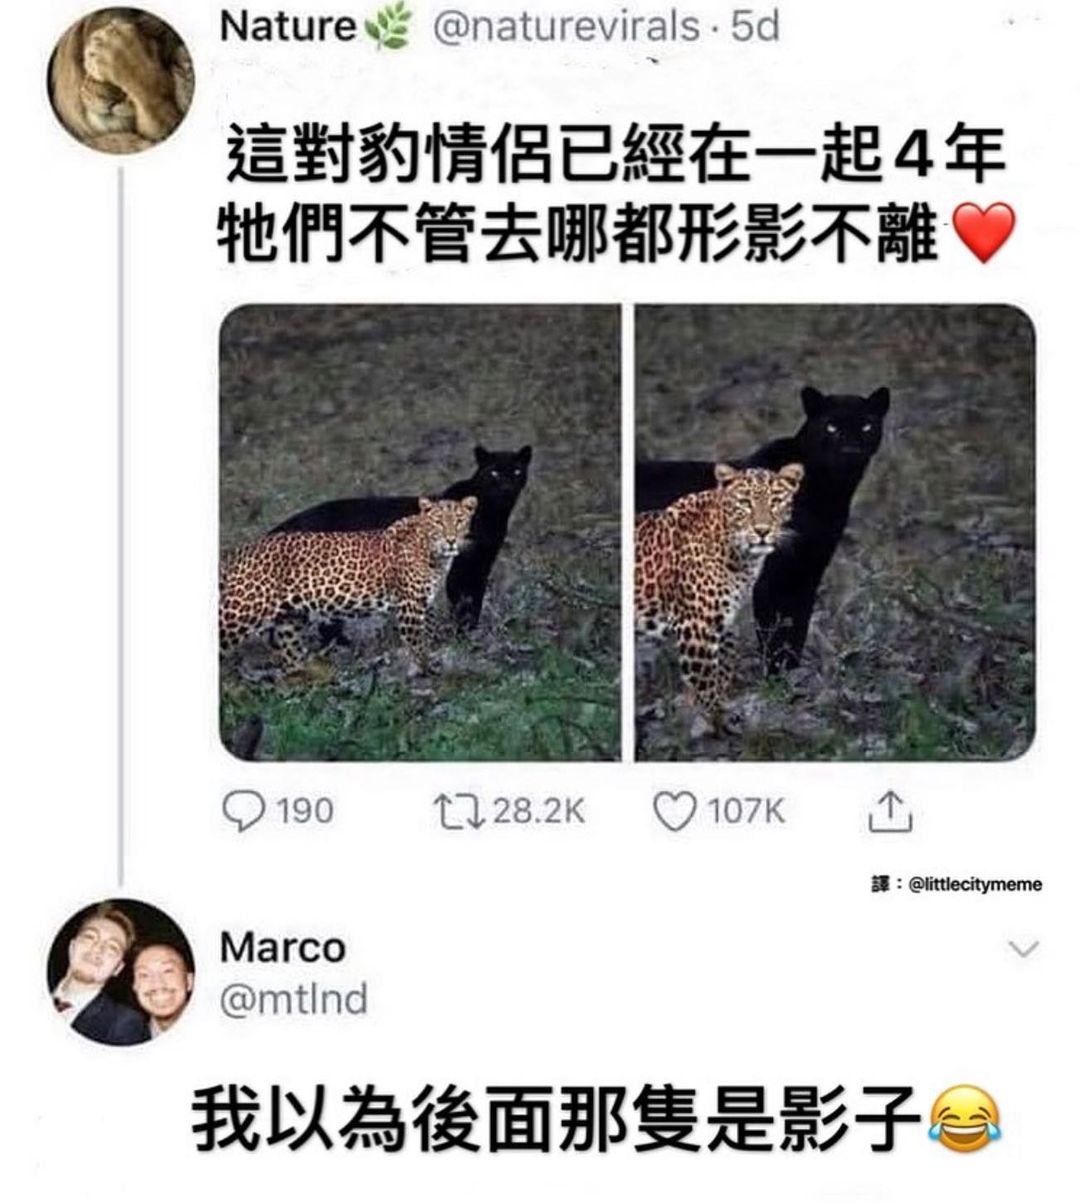 Nature🌿 @naturevirals · 5d
這對豹情侶已經在一起4年
牠們不管去哪都形影不離❤️
190 28.2K 107K
譯：@littlecitymeme
Marco
@mtlnd
我以為後面那隻是影子😂